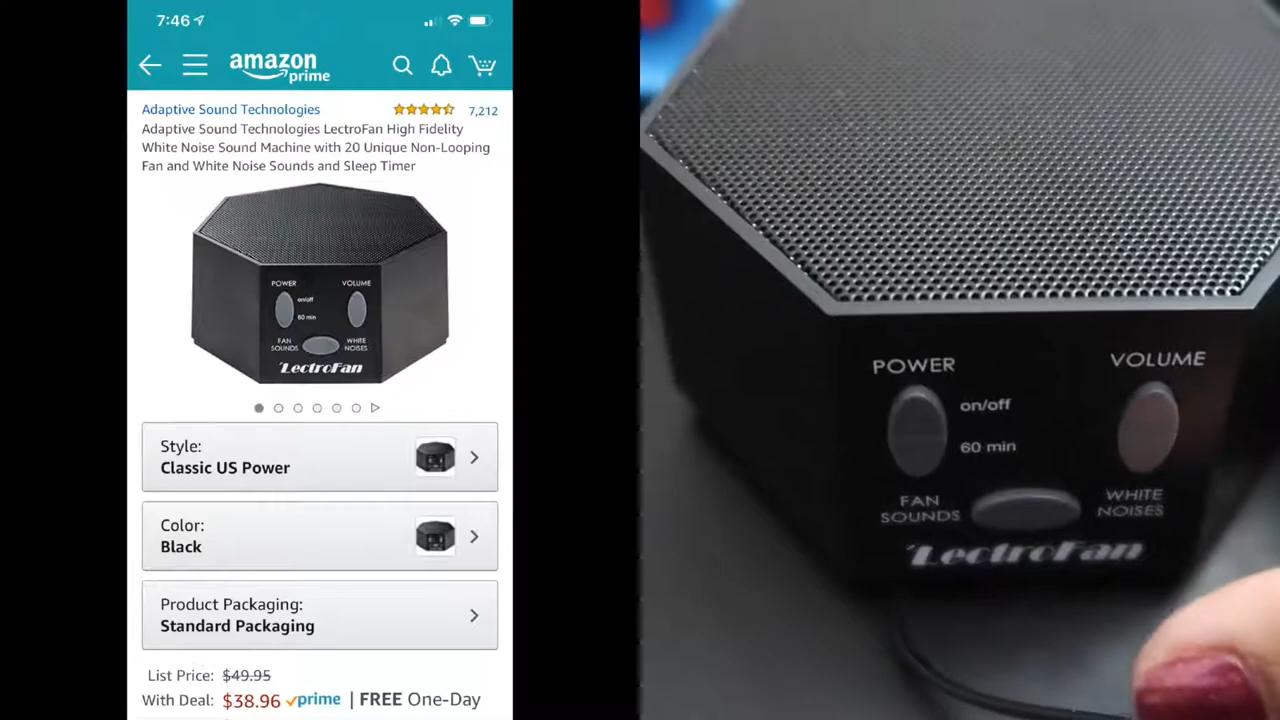 7:46
amazon
prime
Adaptive Sound Technologies
7,212
Adaptive Sound Technologies LectroFan High Fidelity
White Noise Sound Machine with 20 Unique Non-Looping
Fan and White Noise Sounds and Sleep Timer
POWER
VOLUME
on/off
60 min
FAN
SOUNDS
WHITE
NOISES
LectroFan
Style:
Classic US Power
Color:
Black
Product Packaging:
Standard Packaging
List Price: $49.95
With Deal: $38.96 prime | FREE One-Day
POWER
VOLUME
on/off
60 min
FAN
SOUNDS
WHITE
NOISES
LectroFan